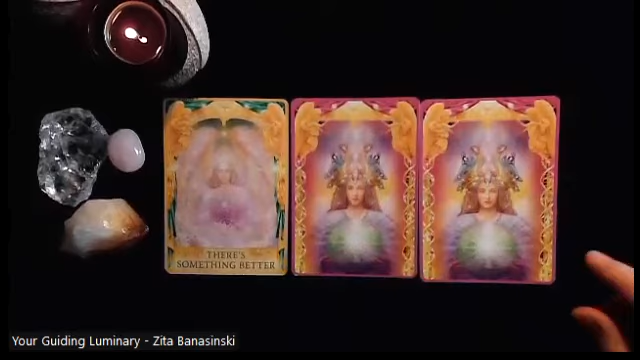 THERE'S
SOMETHING BETTER
Your Guiding Luminary - Zita Banasinski